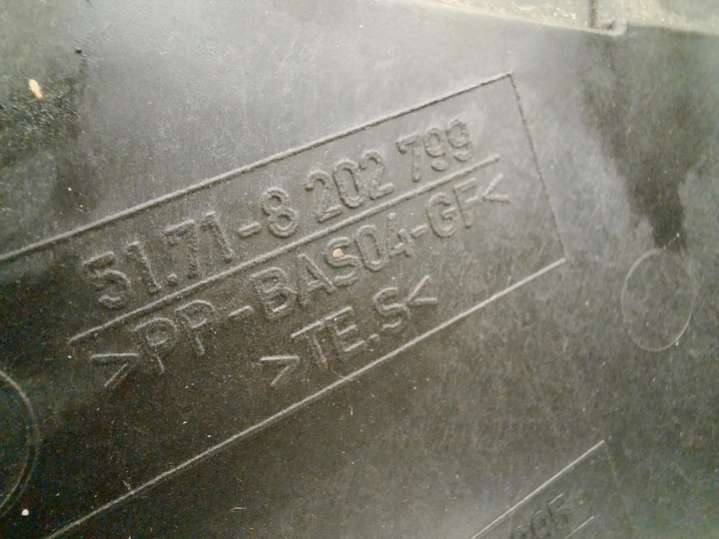 51.71-8 202 799
>PP-BAS04-GF<
>TE.S<